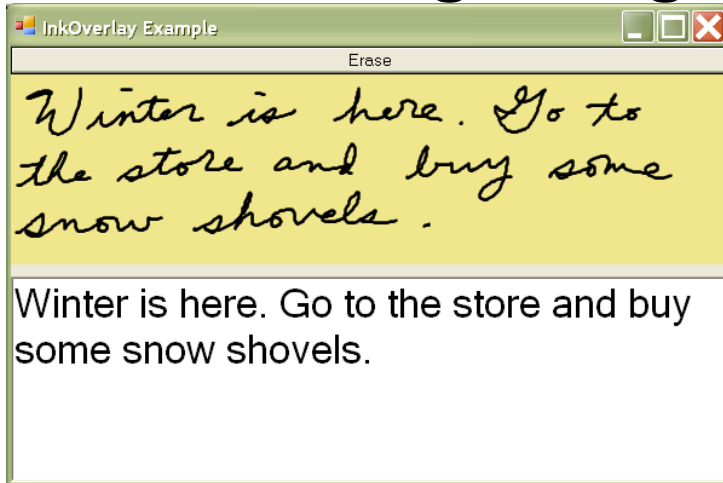 InkOverlay Example
Erase
Winter is here. Go to
the store and buy some
snow shovels.
Winter is here. Go to the store and buy
some snow shovels.